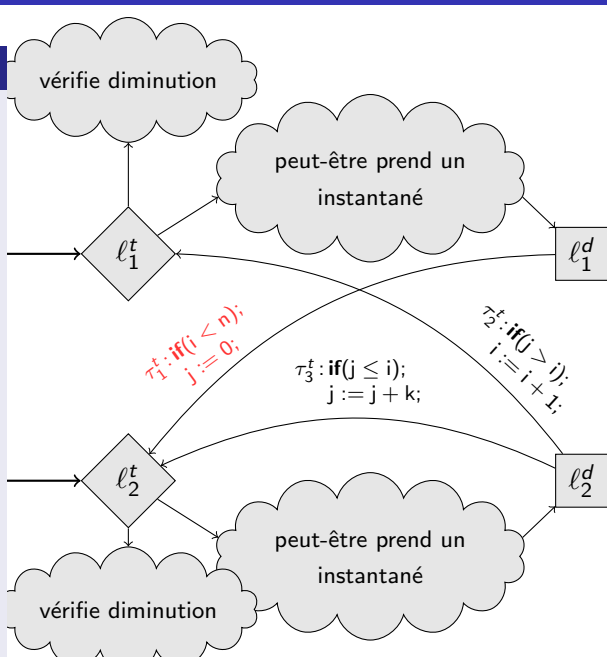 vérifie diminution
peut-être prend un
instantané
ℓ₁ᵗ
ℓ₁ᵈ
τ₁ᵗ: if(i < n);
j := 0;
τ₂ᵗ: if(j > i);
i := i + 1;
τ₃ᵗ: if(j ≤ i);
j := j + k;
ℓ₂ᵗ
ℓ₂ᵈ
peut-être prend un
instantané
vérifie diminution